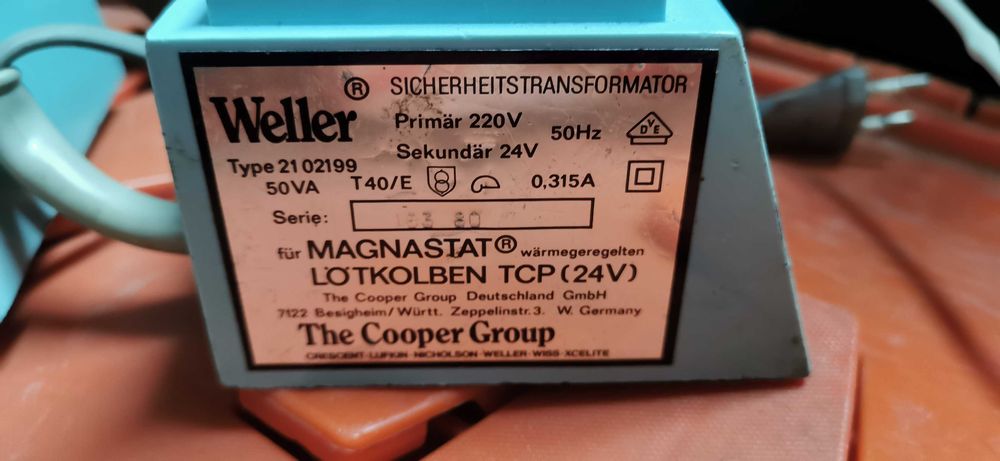 Weller ® SICHERHEITSTRANSFORMATOR
Primär 220V 50Hz
Sekundär 24V
VDE
Type 21 02199
50VA T40/E 0,315A
Serie: 80
für MAGNASTAT® wärmegeregelten
LÖTKOLBEN TCP (24V)
The Cooper Group Deutschland GmbH
7122 Besigheim/Württ. Zeppelinstr. 3. W. Germany
The Cooper Group
CRESCENT·LUFKIN·NICHOLSON·WELLER·WISS·XCELITE